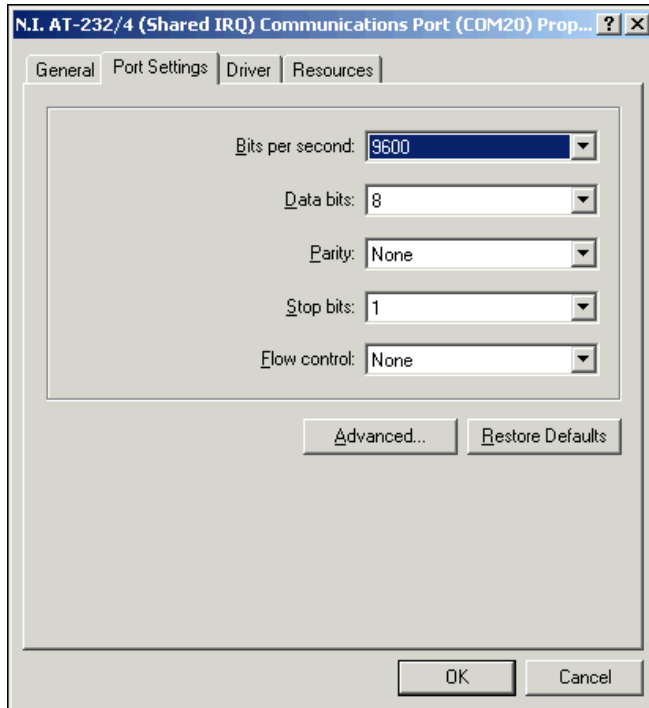 N.I. AT-232/4 (Shared IRQ) Communications Port (COM20) Prop... ? X
General Port Settings Driver Resources
Bits per second: 9600
Data bits: 8
Parity: None
Stop bits: 1
Flow control: None
Advanced... Restore Defaults
OK Cancel